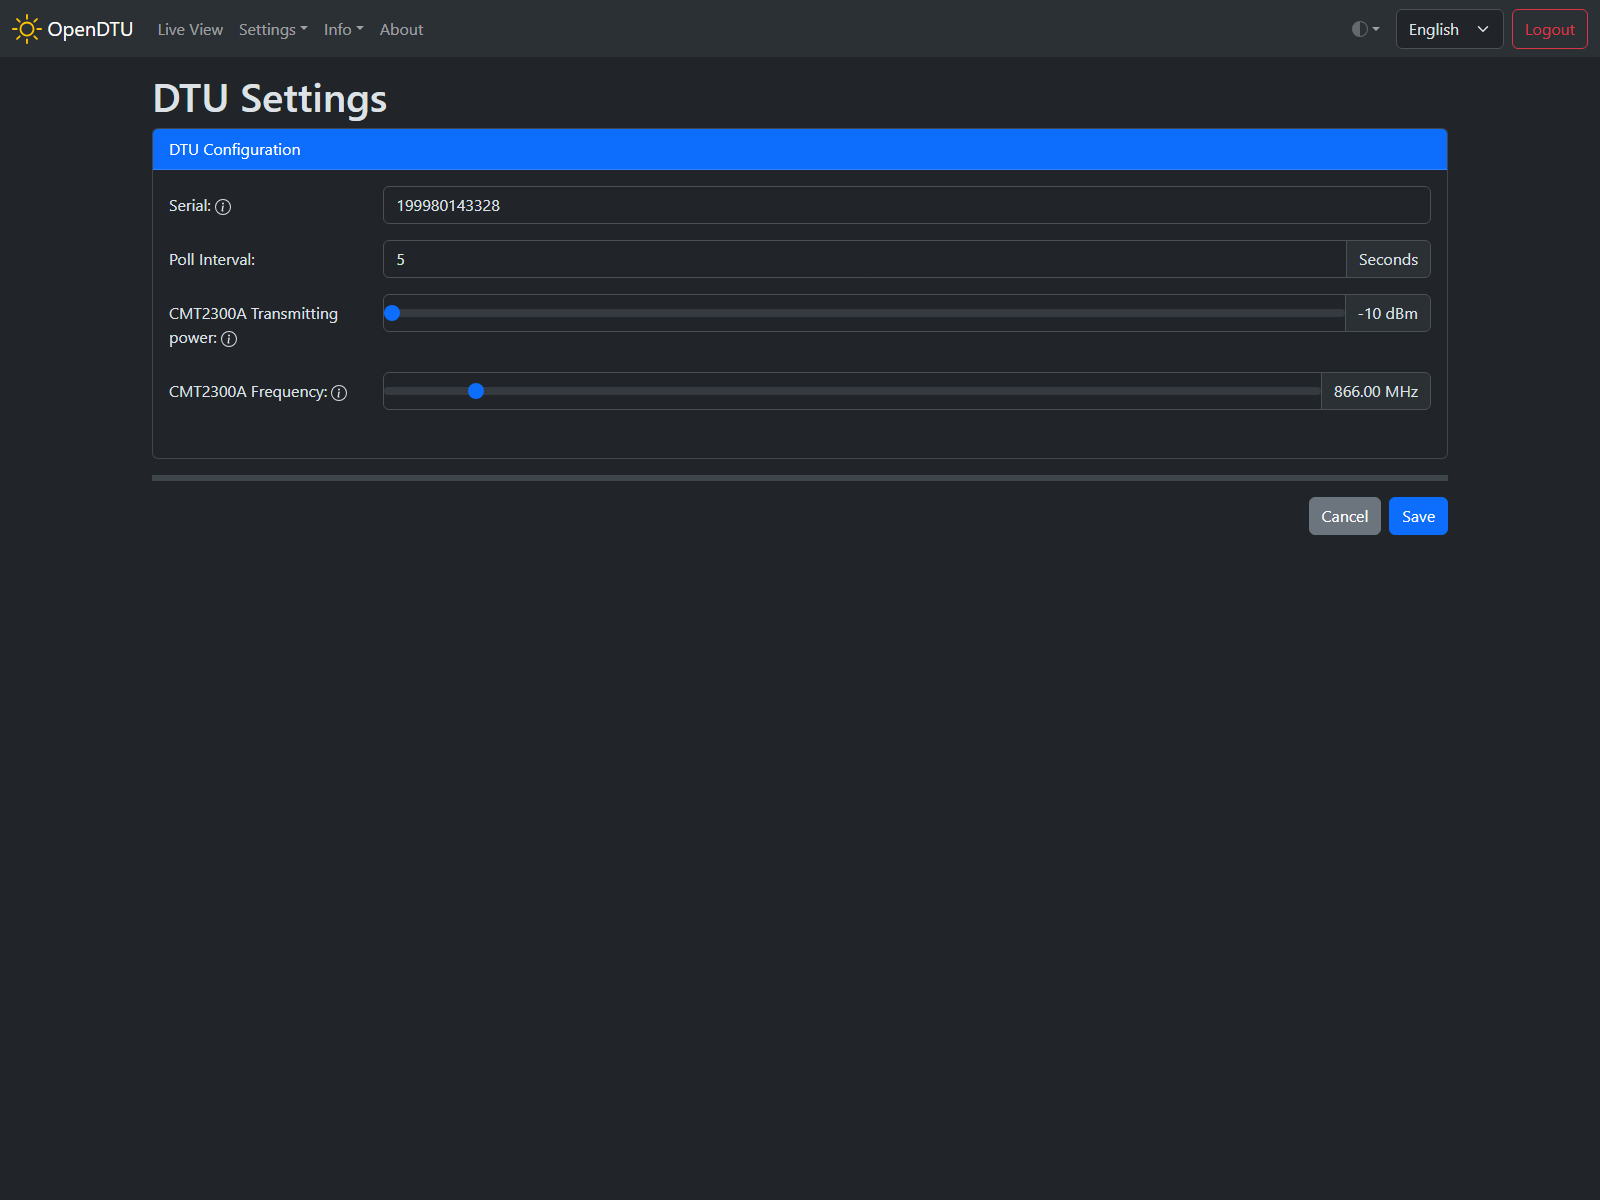 OpenDTU Live View Settings Info About English Logout
DTU Settings
DTU Configuration
Serial: 199980143328
Poll Interval: 5 Seconds
CMT2300A Transmitting power: -10 dBm
CMT2300A Frequency: 866.00 MHz
Cancel Save